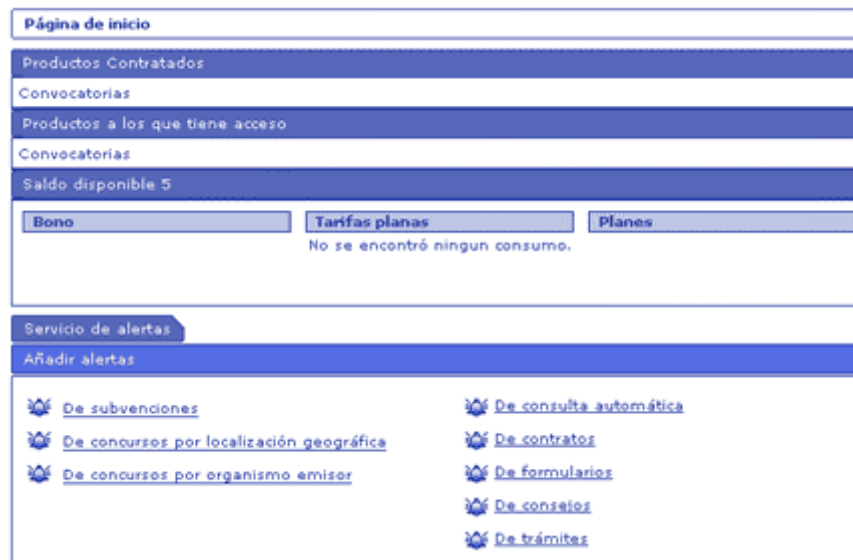 Página de inicio
Productos Contratados
Convocatorias
Productos a los que tiene acceso
Convocatorias
Saldo disponible 5
Bono
Tarifas planas
Planes
No se encontró ningun consumo.
Servicio de alertas
Añadir alertas
De subvenciones
De concursos por localización geográfica
De concursos por organismo emisor
De consulta automática
De contratos
De formularios
De consejos
De trámites